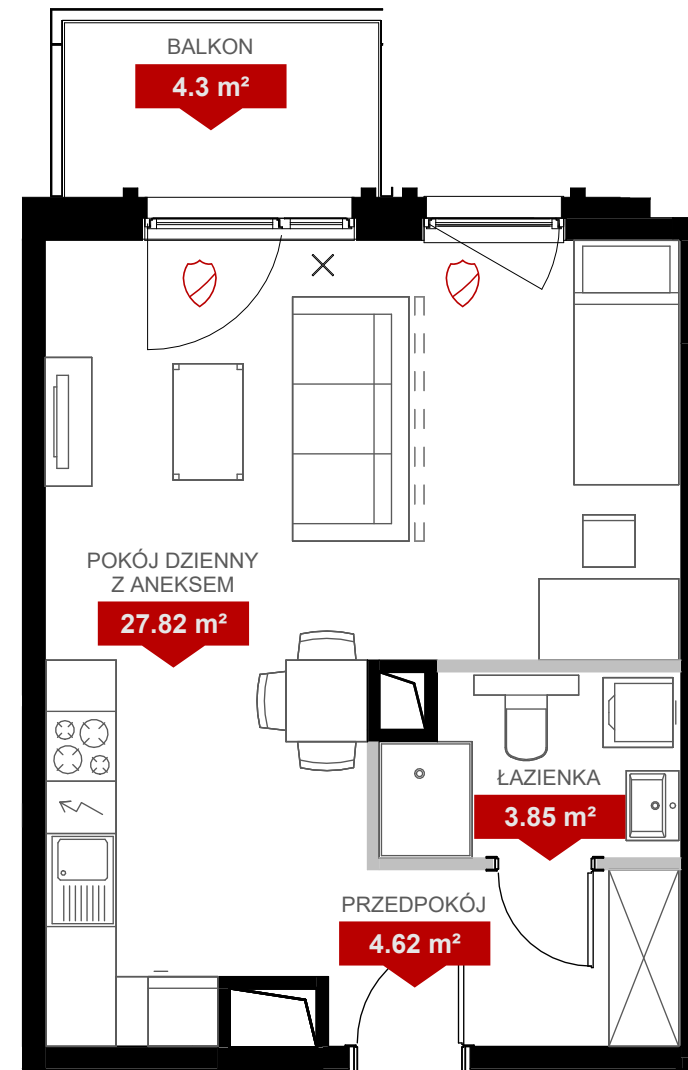 BALKON
4.3 m²
POKÓJ DZIENNY
Z ANEKSEM
27.82 m²
ŁAZIENKA
3.85 m²
PRZEDPOKÓJ
4.62 m²